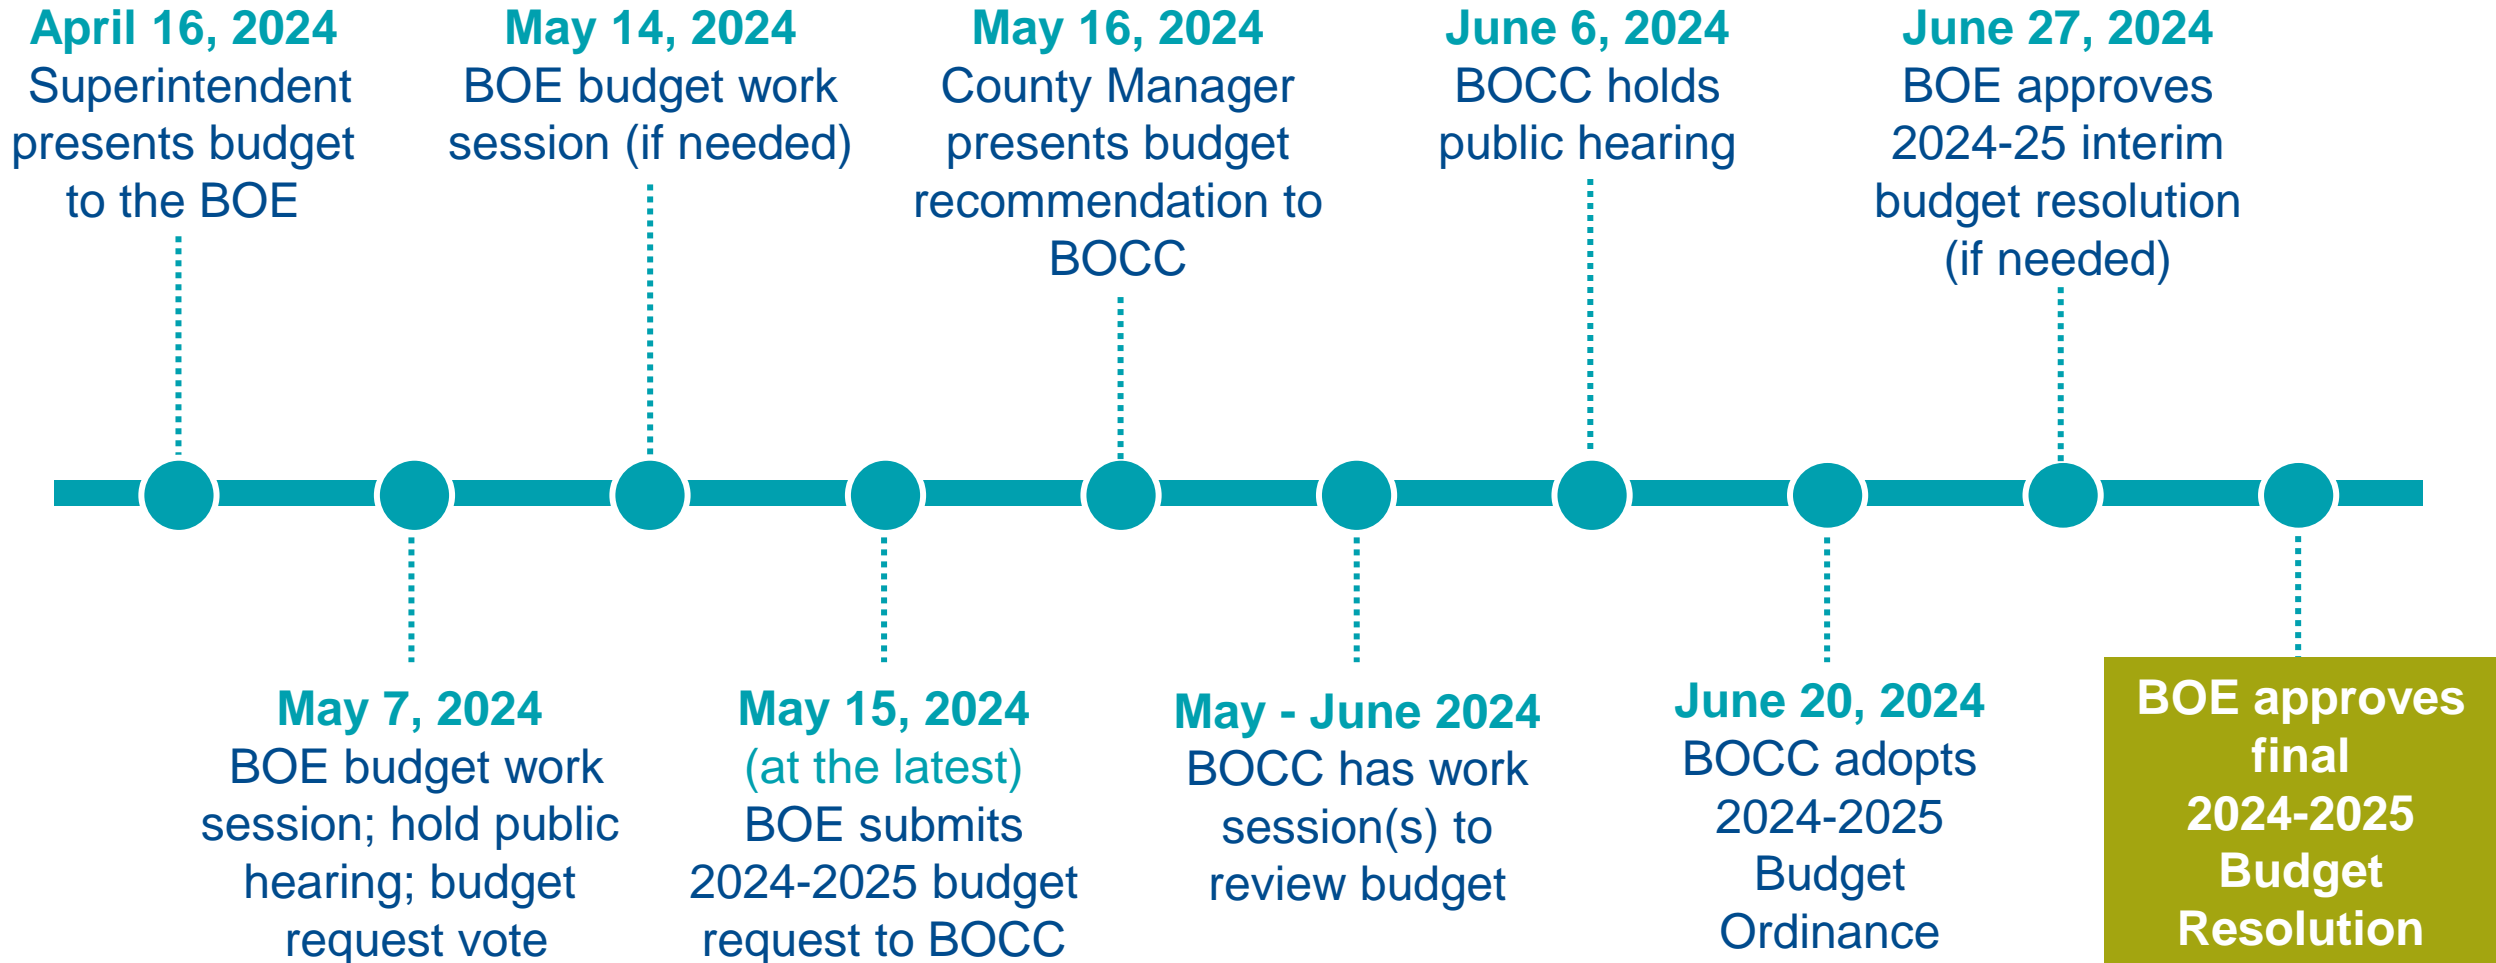 April 16, 2024
Superintendent
presents budget
to the BOE
May 7, 2024
BOE budget work
session; hold public
hearing; budget
request vote
May 14, 2024
BOE budget work
session (if needed)
May 15, 2024
(at the latest)
BOE submits
2024-2025 budget
request to BOCC
May 16, 2024
County Manager
presents budget
recommendation to
BOCC
May - June 2024
BOCC has work
session(s) to
review budget
June 6, 2024
BOCC holds
public hearing
June 20, 2024
BOCC adopts
2024-2025
Budget
Ordinance
June 27, 2024
BOE approves
2024-25 interim
budget resolution
(if needed)
BOE approves
final
2024-2025
Budget
Resolution